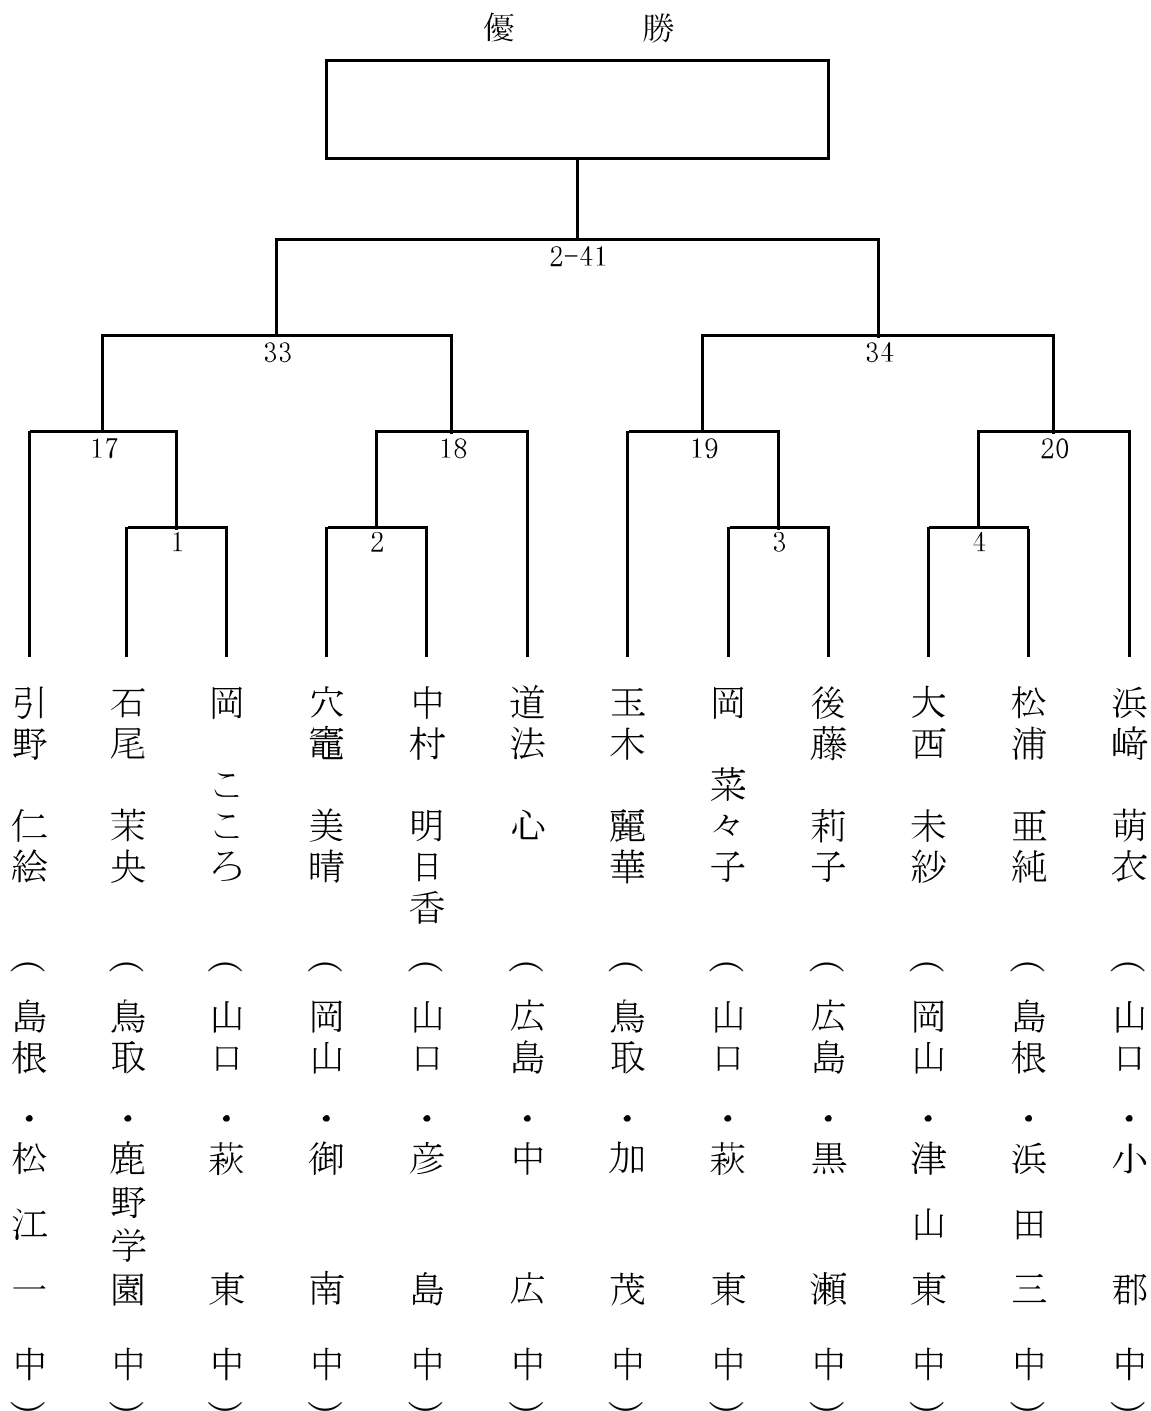 優　勝
2-41
33
34
17
18
19
20
1
2
3
4
引野 仁絵 (島根・松江一中)
石尾 茉央 (鳥取・鹿野学園中)
岡 こころ (山口・萩東中)
穴竈 美晴 (岡山・御南中)
中村 明日香 (山口・彦島中)
道法 心 (広島・中広中)
玉木 麗華 (鳥取・加茂中)
岡 菜々子 (山口・萩東中)
後藤 莉子 (広島・黒瀬中)
大西 未紗 (岡山・津山東中)
松浦 亜純 (島根・浜田三中)
浜﨑 萌衣 (山口・小郡中)